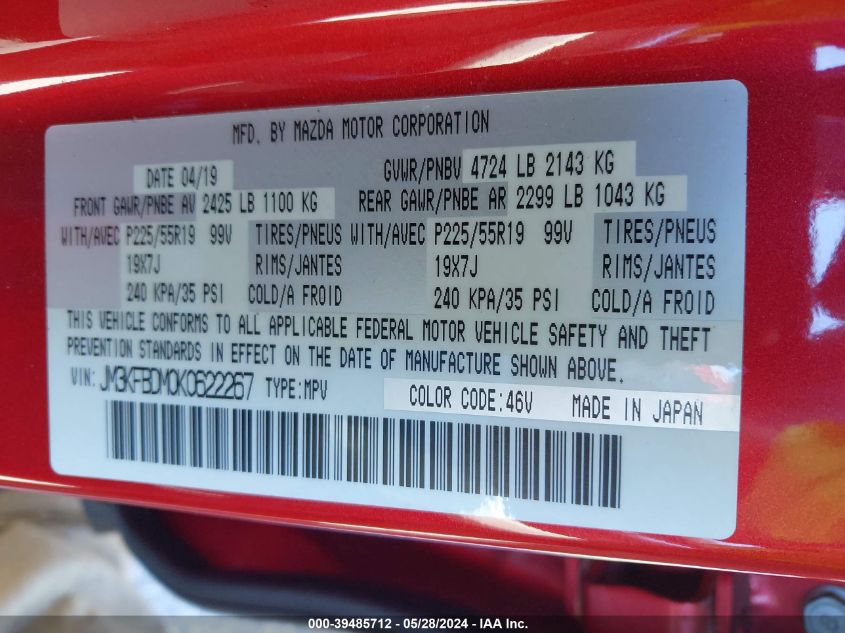 MFD. BY MAZDA MOTOR CORPORATION
DATE 04/19 GVWR/PNBV 4724 LB 2143 KG
FRONT GAWR/PNBE AV 2425 LB 1100 KG REAR GAWR/PNBE AR 2299 LB 1043 KG
WITH/AVEC P225/55R19 99V TIRES/PNEUS WITH/AVEC P225/55R19 99V TIRES/PNEUS
19X7J RIMS/JANTES 19X7J RIMS/JANTES
240 KPA/35 PSI COLD/A FROID 240 KPA/35 PSI COLD/A FROID
THIS VEHICLE CONFORMS TO ALL APPLICABLE FEDERAL MOTOR VEHICLE SAFETY AND THEFT
PREVENTION STANDARDS IN EFFECT ON THE DATE OF MANUFACTURE SHOWN ABOVE.
VIN: JM3KFBDM0K0622267 TYPE:MPV COLOR CODE:46V MADE IN JAPAN
000-39485712 - 05/28/2024 - IAA Inc.